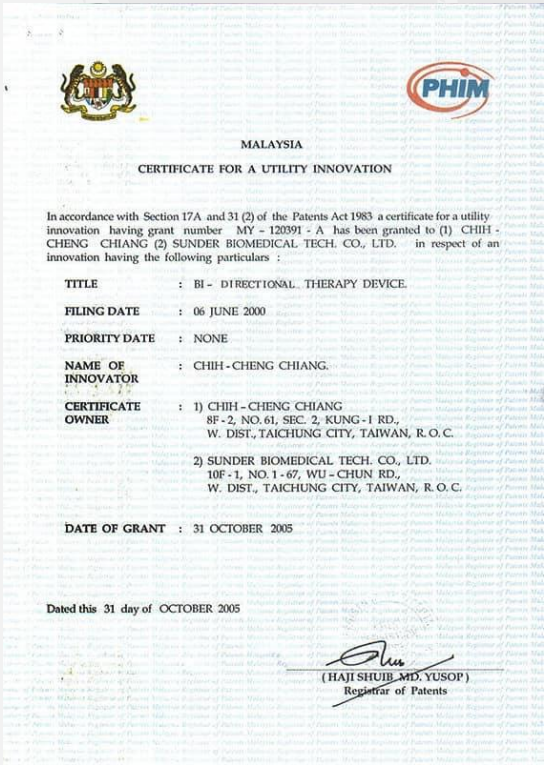 PHIM
MALAYSIA
CERTIFICATE FOR A UTILITY INNOVATION
In accordance with Section 17A and 31 (2) of the Patents Act 1983 a certificate for a utility
innovation having grant number MY – 120391 - A has been granted to (1) CHIH -
CHENG CHIANG (2) SUNDER BIOMEDICAL TECH. CO., LTD. in respect of an
innovation having the following particulars :
TITLE : BI – DIRECTIONAL THERAPY DEVICE.
FILING DATE : 06 JUNE 2000
PRIORITY DATE : NONE
NAME OF : CHIH - CHENG CHIANG.
INNOVATOR
CERTIFICATE : 1) CHIH – CHENG CHIANG
OWNER 8F - 2, NO. 61, SEC. 2, KUNG - I RD.,
W. DIST., TAICHUNG CITY, TAIWAN, R. O. C.
2) SUNDER BIOMEDICAL TECH. CO., LTD.
10F - 1, NO. 1 - 67, WU – CHUN RD.,
W. DIST., TAICHUNG CITY, TAIWAN, R. O. C.
DATE OF GRANT : 31 OCTOBER 2005
Dated this 31 day of OCTOBER 2005
( HAJI SHUIB MD. YUSOP )
Registrar of Patents